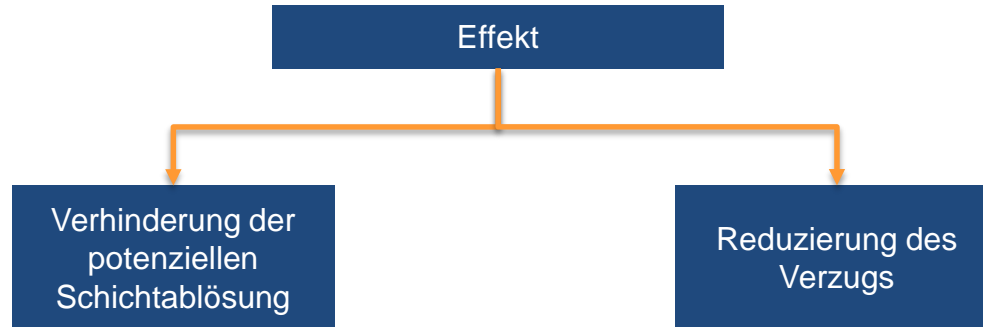 Effekt
Verhinderung der
potenziellen
Schichtablösung
Reduzierung des
Verzugs